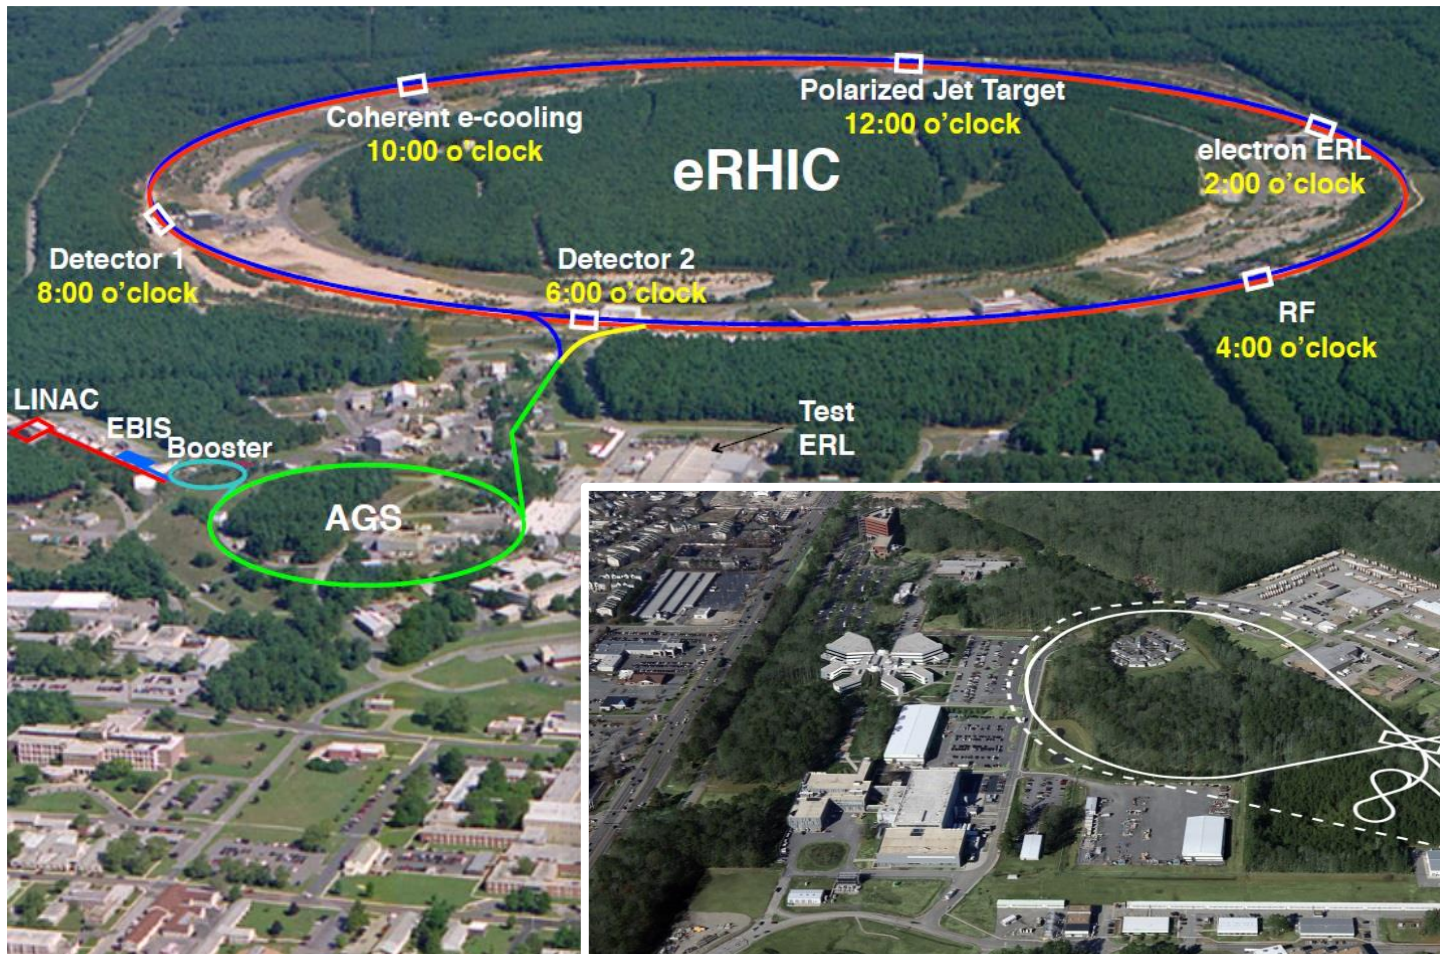 Polarized Jet Target
12:00 o’clock
Coherent e-cooling
10:00 o’clock
eRHIC
electron ERL
2:00 o’clock
Detector 1
8:00 o’clock
Detector 2
6:00 o’clock
RF
4:00 o’clock
LINAC
EBIS
Booster
Test
ERL
AGS